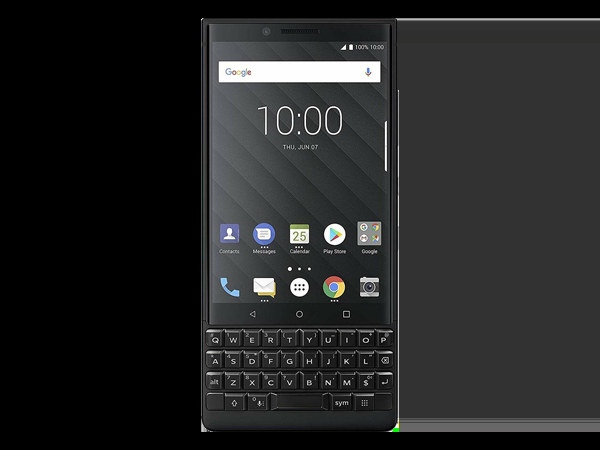 100% 10:00
Google
10:00
THU, JUN 07
25
Contacts Messages Calendar Play Store Google
Q W E R T Y U I O P
A S D F G H J K L
alt Z X C V B N M $
sym